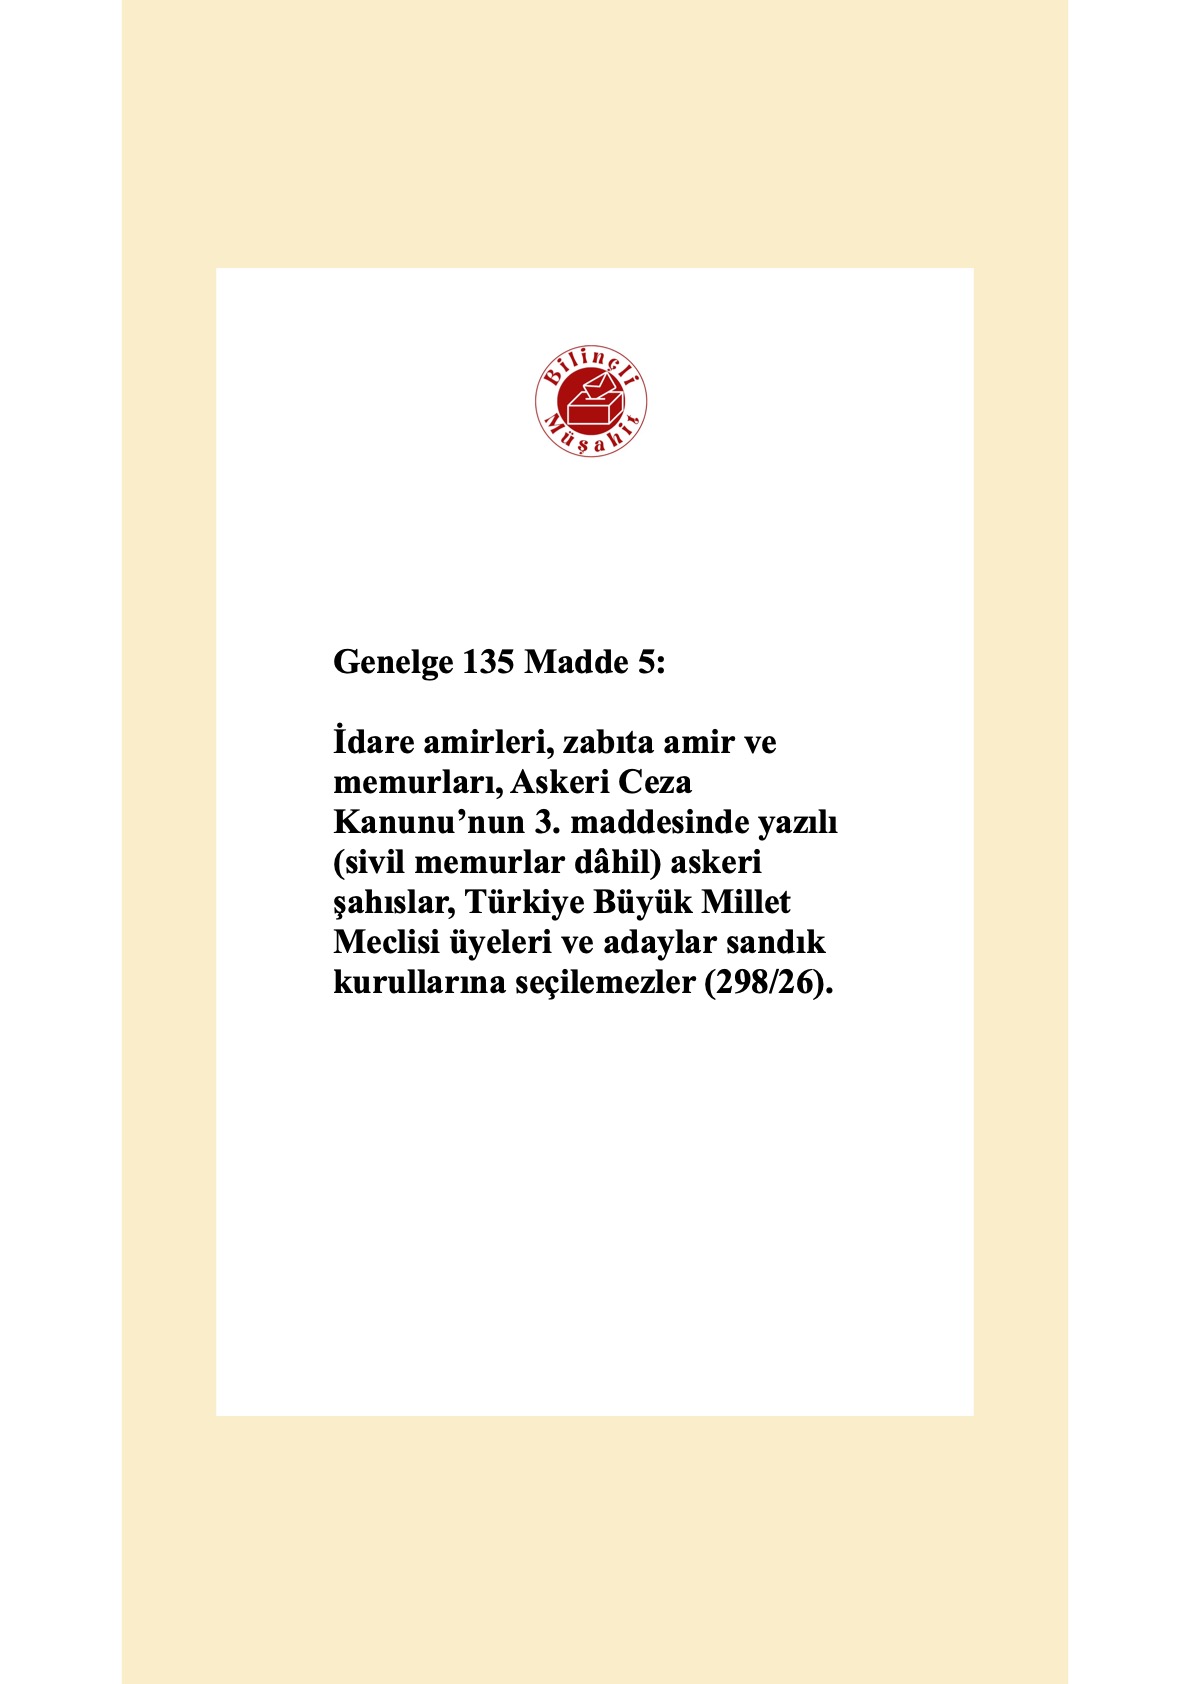 Bilinçli
Müşahit
Genelge 135 Madde 5:
İdare amirleri, zabıta amir ve
memurları, Askeri Ceza
Kanunu’nun 3. maddesinde yazılı
(sivil memurlar dâhil) askeri
şahıslar, Türkiye Büyük Millet
Meclisi üyeleri ve adaylar sandık
kurullarına seçilemezler (298/26).